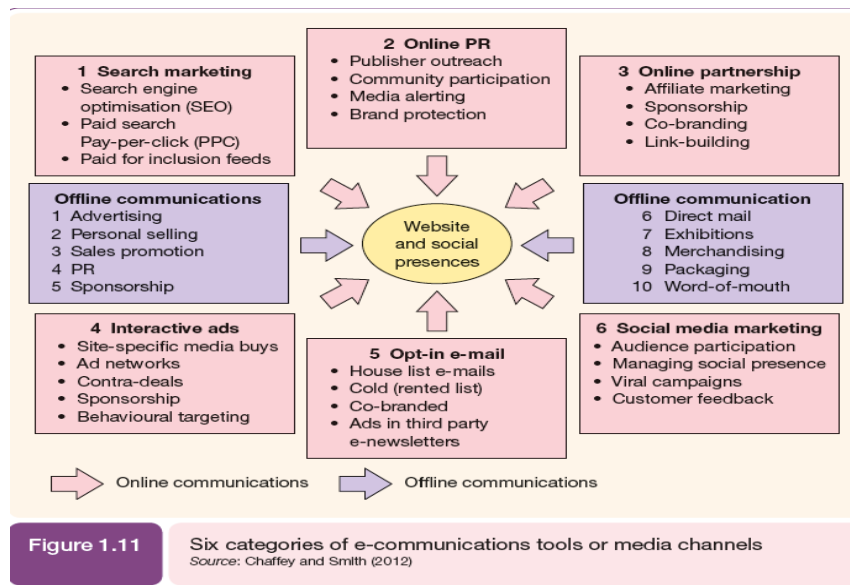 1 Search marketing
• Search engine
optimisation (SEO)
• Paid search
Pay-per-click (PPC)
• Paid for inclusion feeds
2 Online PR
• Publisher outreach
• Community participation
• Media alerting
• Brand protection
3 Online partnership
• Affiliate marketing
• Sponsorship
• Co-branding
• Link-building
Offline communications
1 Advertising
2 Personal selling
3 Sales promotion
4 PR
5 Sponsorship
Website
and social
presences
Offline communication
6 Direct mail
7 Exhibitions
8 Merchandising
9 Packaging
10 Word-of-mouth
4 Interactive ads
• Site-specific media buys
• Ad networks
• Contra-deals
• Sponsorship
• Behavioural targeting
5 Opt-in e-mail
• House list e-mails
• Cold (rented list)
• Co-branded
• Ads in third party
e-newsletters
6 Social media marketing
• Audience participation
• Managing social presence
• Viral campaigns
• Customer feedback
Online communications
Offline communications
Figure 1.11
Six categories of e-communications tools or media channels
Source: Chaffey and Smith (2012)